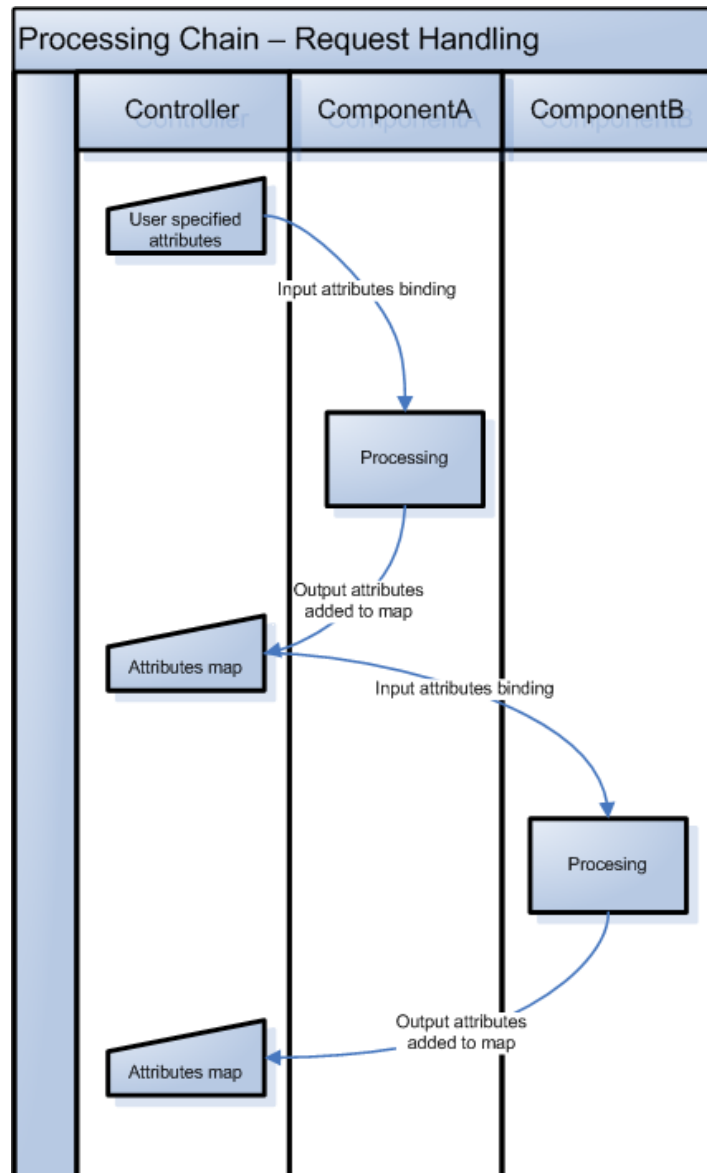 Processing Chain – Request Handling
Controller
ComponentA
ComponentB
User specified
attributes
Input attributes binding
Processing
Output attributes
added to map
Attributes map
Input attributes binding
Procesing
Output attributes
added to map
Attributes map